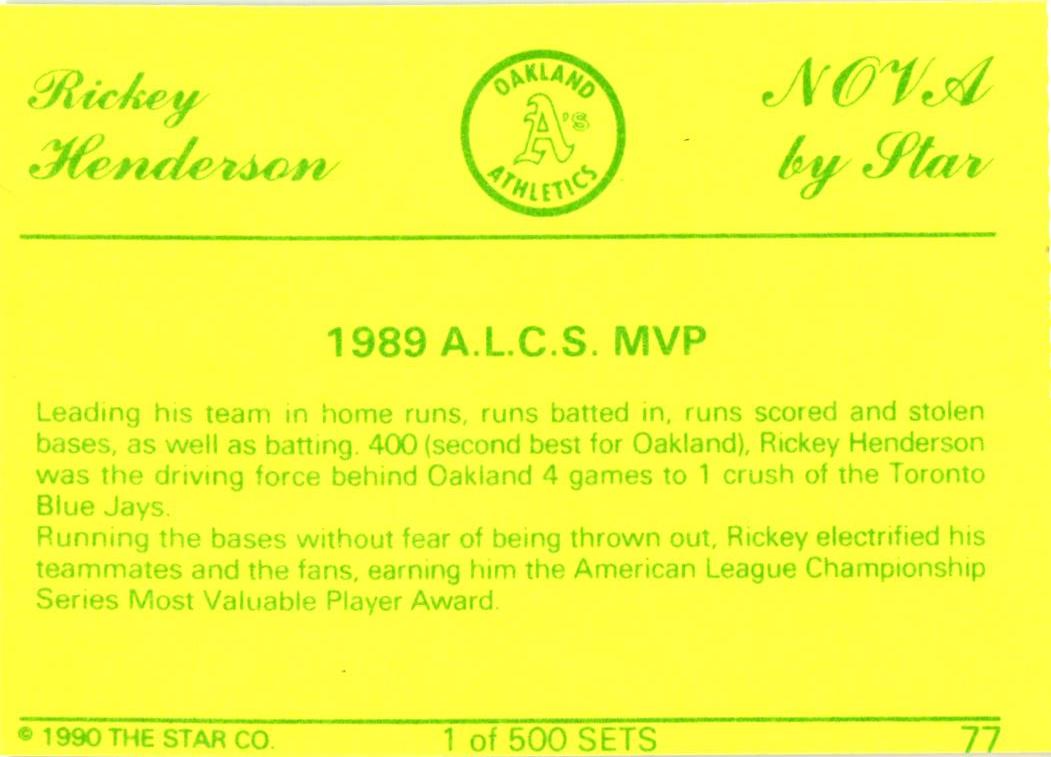 Rickey
Henderson
OAKLAND
A's
ATHLETICS
NOVA
by Star
1989 A.L.C.S. MVP
Leading his team in home runs, runs batted in, runs scored and stolen
bases, as well as batting. 400 (second best for Oakland), Rickey Henderson
was the driving force behind Oakland 4 games to 1 crush of the Toronto
Blue Jays.
Running the bases without fear of being thrown out, Rickey electrified his
teammates and the fans, earning him the American League Championship
Series Most Valuable Player Award.
© 1990 THE STAR CO.
1 of 500 SETS
77